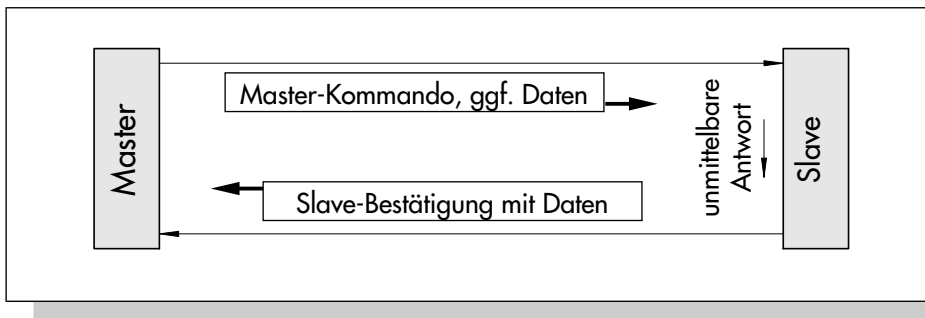 Master
Master-Kommando, ggf. Daten
unmittelbare
Antwort
Slave
Slave-Bestätigung mit Daten